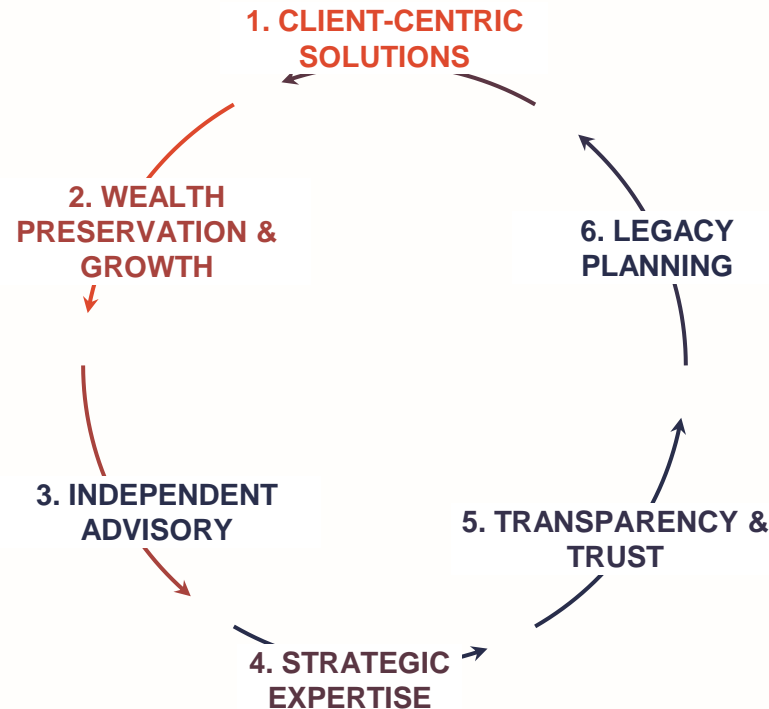 1. CLIENT-CENTRIC
SOLUTIONS
2. WEALTH
PRESERVATION &
GROWTH
3. INDEPENDENT
ADVISORY
4. STRATEGIC
EXPERTISE
5. TRANSPARENCY &
TRUST
6. LEGACY
PLANNING